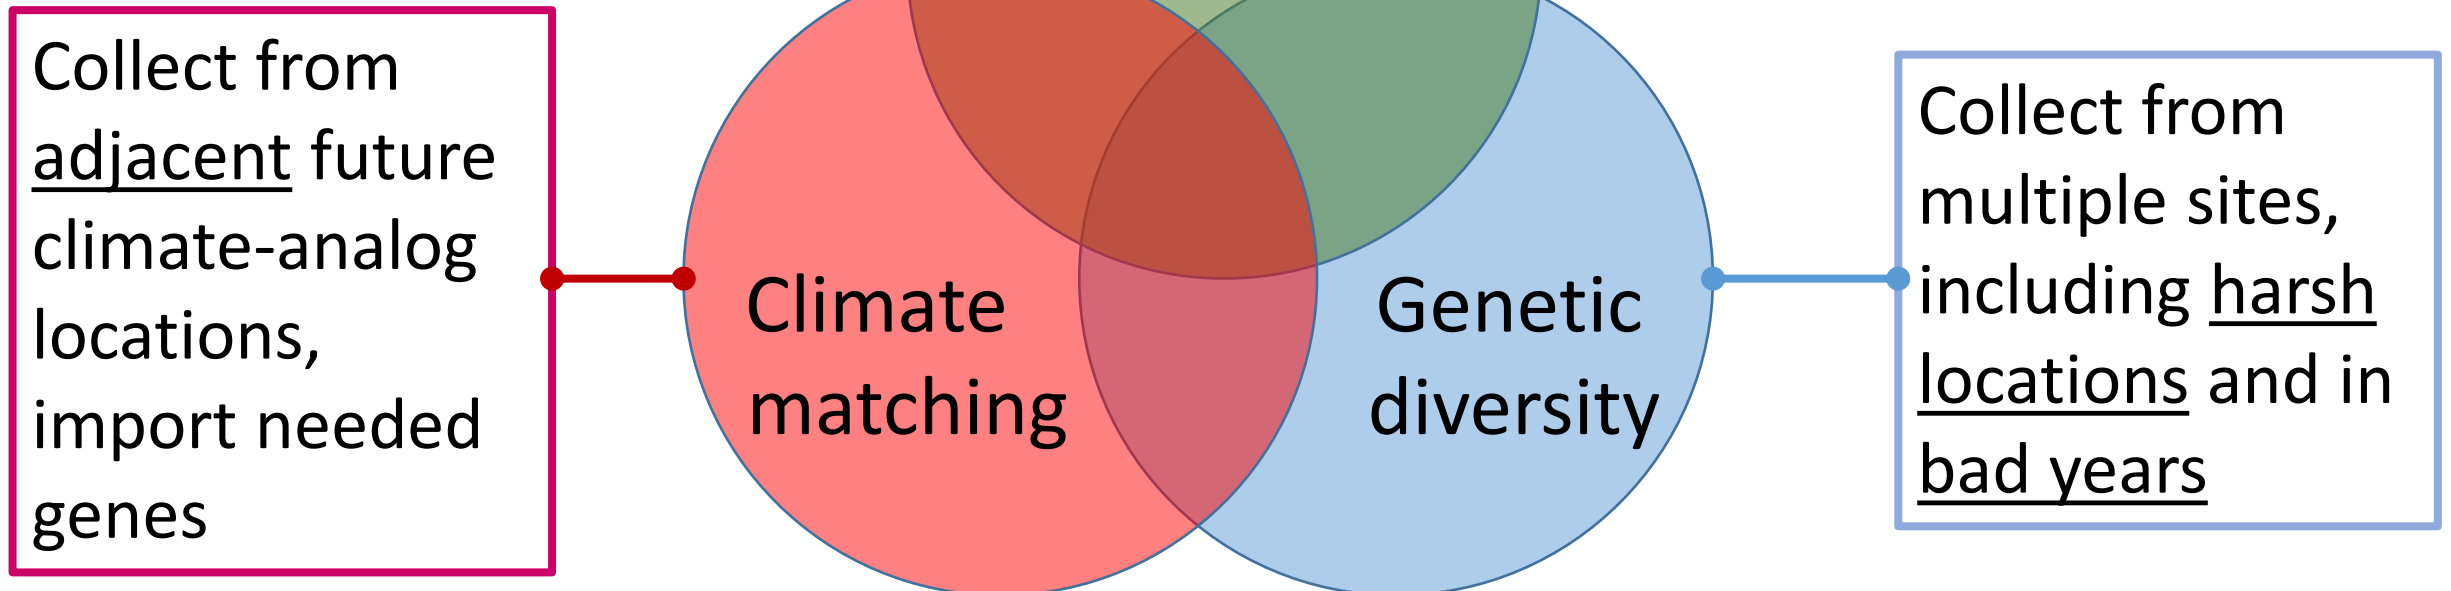 Collect from
adjacent future
climate-analog
locations,
import needed
genes
Climate
matching
Genetic
diversity
Collect from
multiple sites,
including harsh
locations and in
bad years